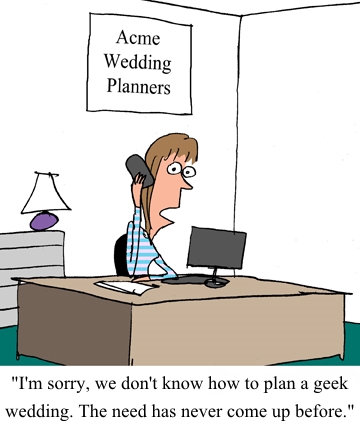 Acme
Wedding
Planners
"I'm sorry, we don't know how to plan a geek
wedding. The need has never come up before."